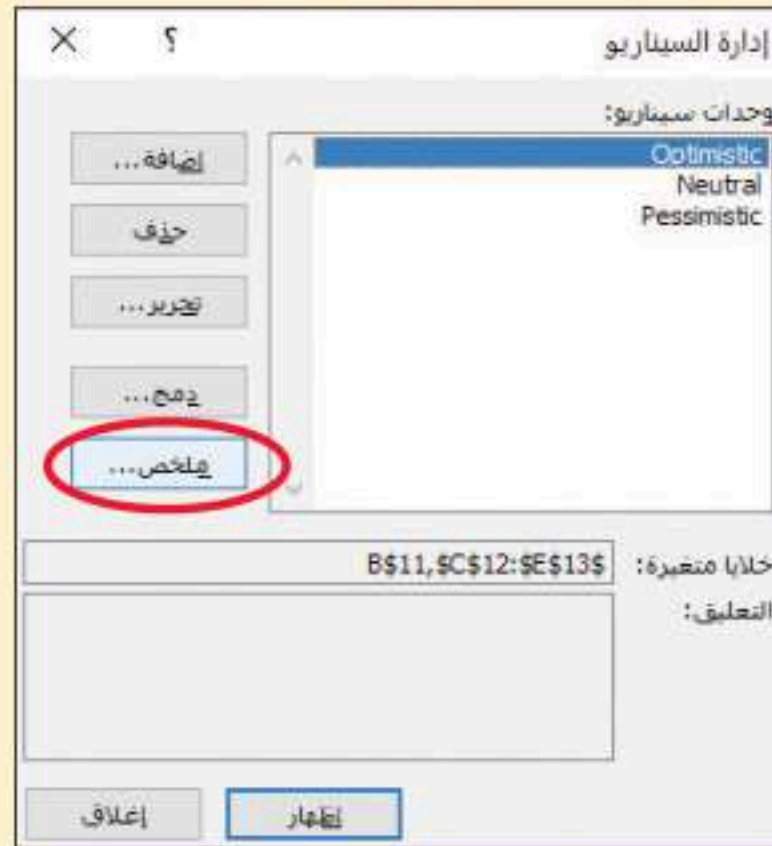 إدارة السيناريو ؟ ×
وحدات سيناريو:
Optimistic
Neutral
Pessimistic
إضافة...
حذف
تحرير...
دمج...
ملخص...
خلايا متغيرة: B$11,$C$12:$E$13$
التعليق:
إظهار
إغلاق